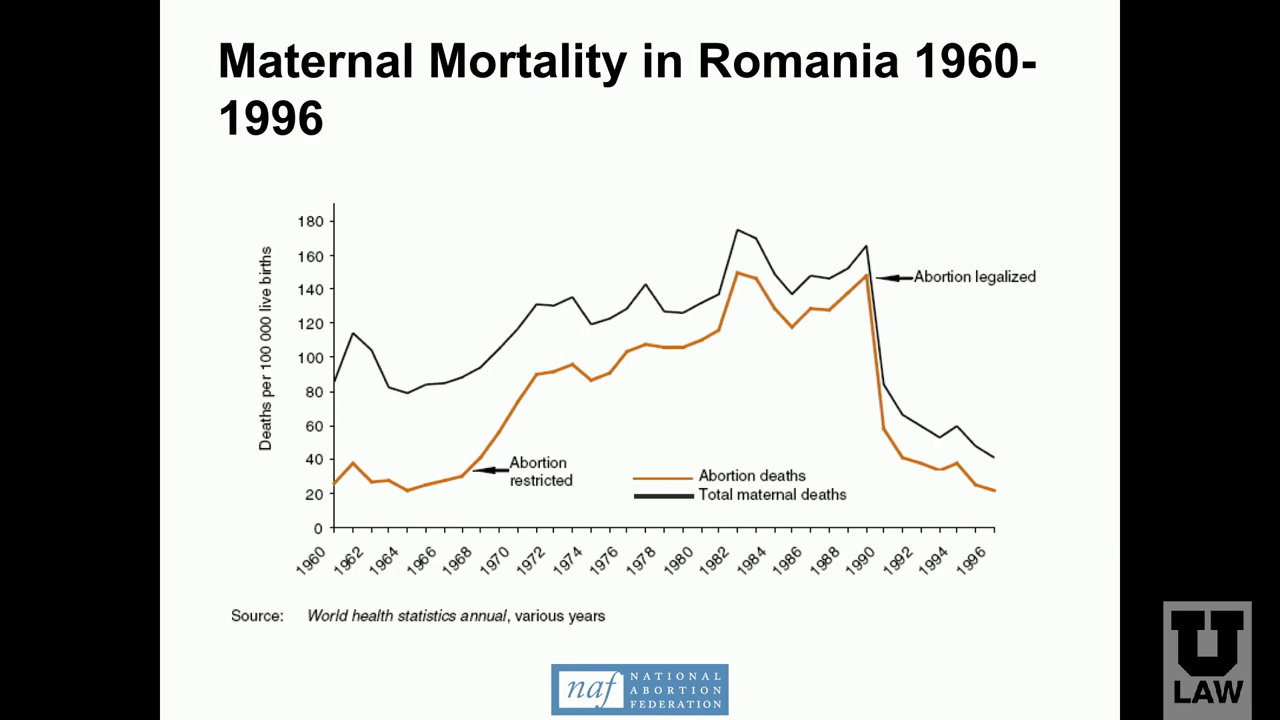 Maternal Mortality in Romania 1960-
1996
Deaths per 100 000 live births
180
160
140
120
100
80
60
40
20
0
Abortion legalized
Abortion
restricted
Abortion deaths
Total maternal deaths
1960 1962 1964 1966 1968 1970 1972 1974 1976 1978 1980 1982 1984 1986 1988 1990 1992 1994 1996
Source: World health statistics annual, various years
naf NATIONAL
ABORTION
FEDERATION
U
LAW